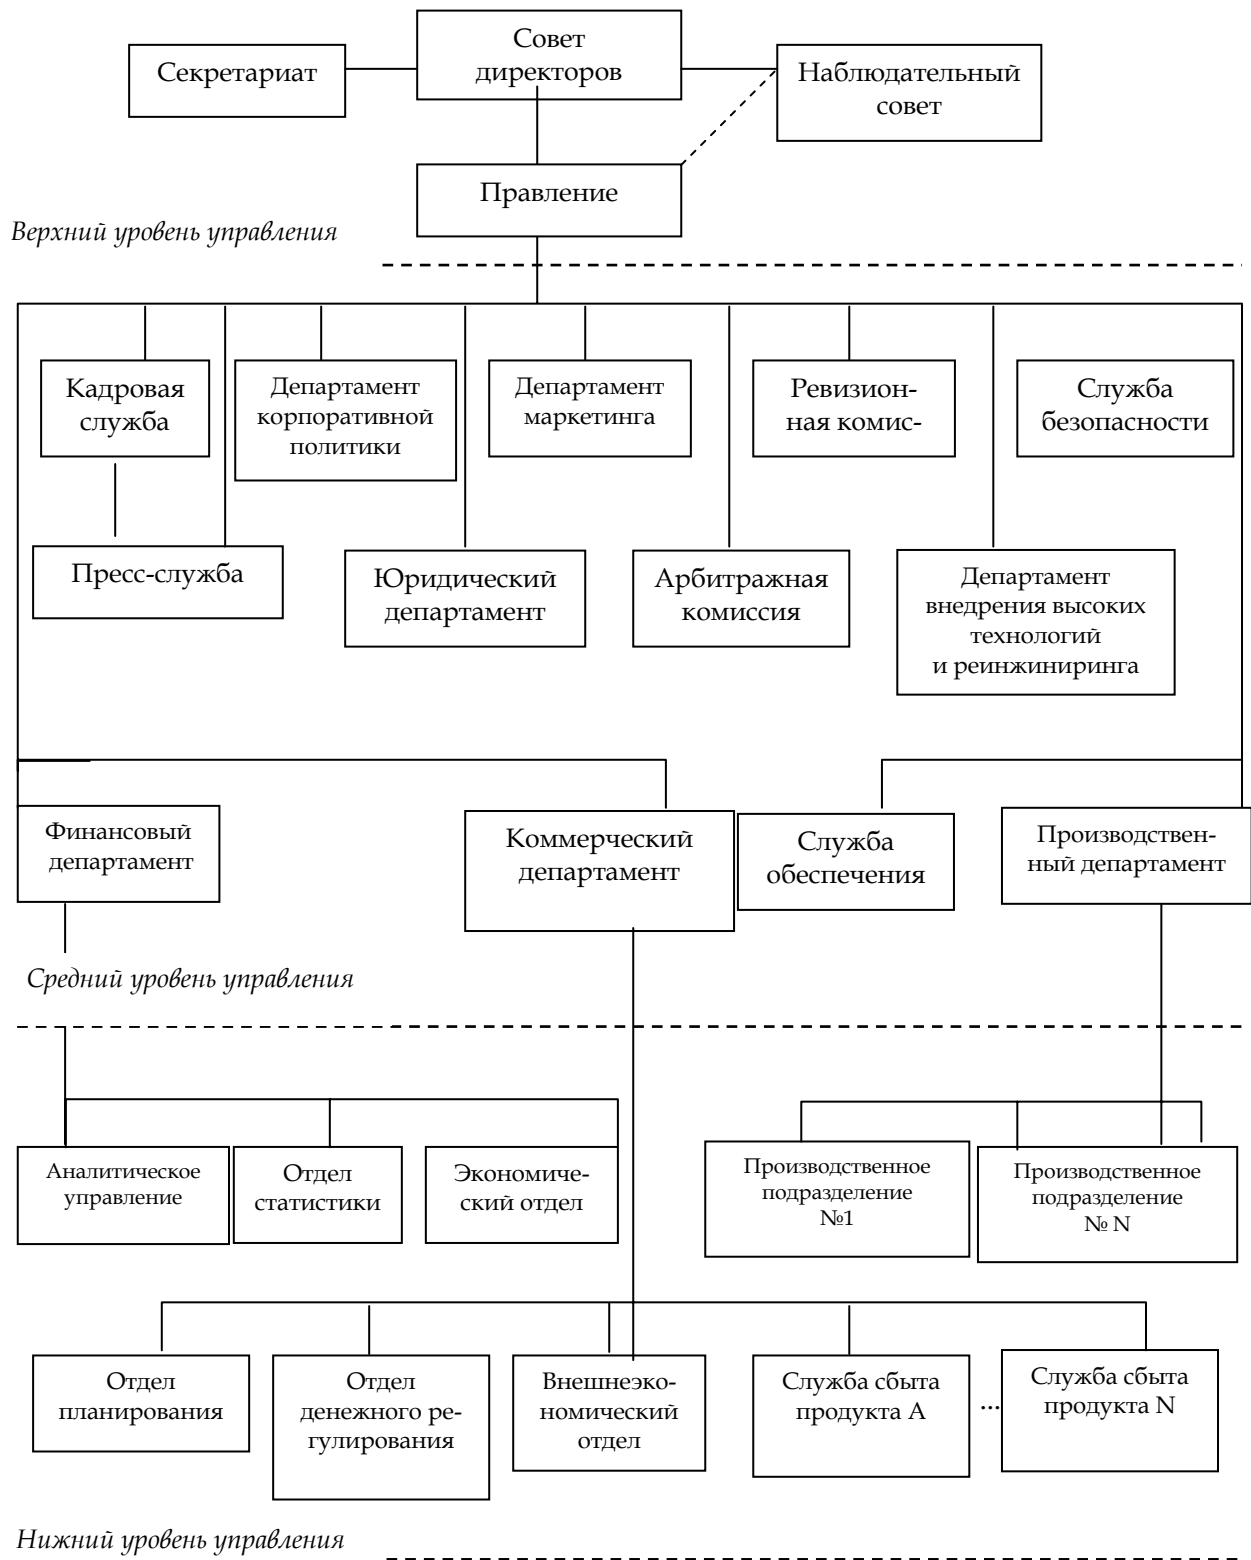 Секретариат
Совет
директоров
Наблюдательный
совет
Правление
Верхний уровень управления
Кадровая
служба
Департамент
корпоративной
политики
Департамент
маркетинга
Ревизион-
ная комис-
Служба
безопасности
Пресс-служба
Юридический
департамент
Арбитражная
комиссия
Департамент
внедрения высоких
технологий
и реинжиниринга
Финансовый
департамент
Коммерческий
департамент
Служба
обеспечения
Производствен-
ный департамент
Средний уровень управления
Аналитическое
управление
Отдел
статистики
Экономиче-
ский отдел
Производственное
подразделение
№1
Производственное
подразделение
№ N
Отдел
планирования
Отдел
денежного ре-
гулирования
Внешнеэко-
номический
отдел
Служба сбыта
продукта А
...
Служба сбыта
продукта N
Нижний уровень управления